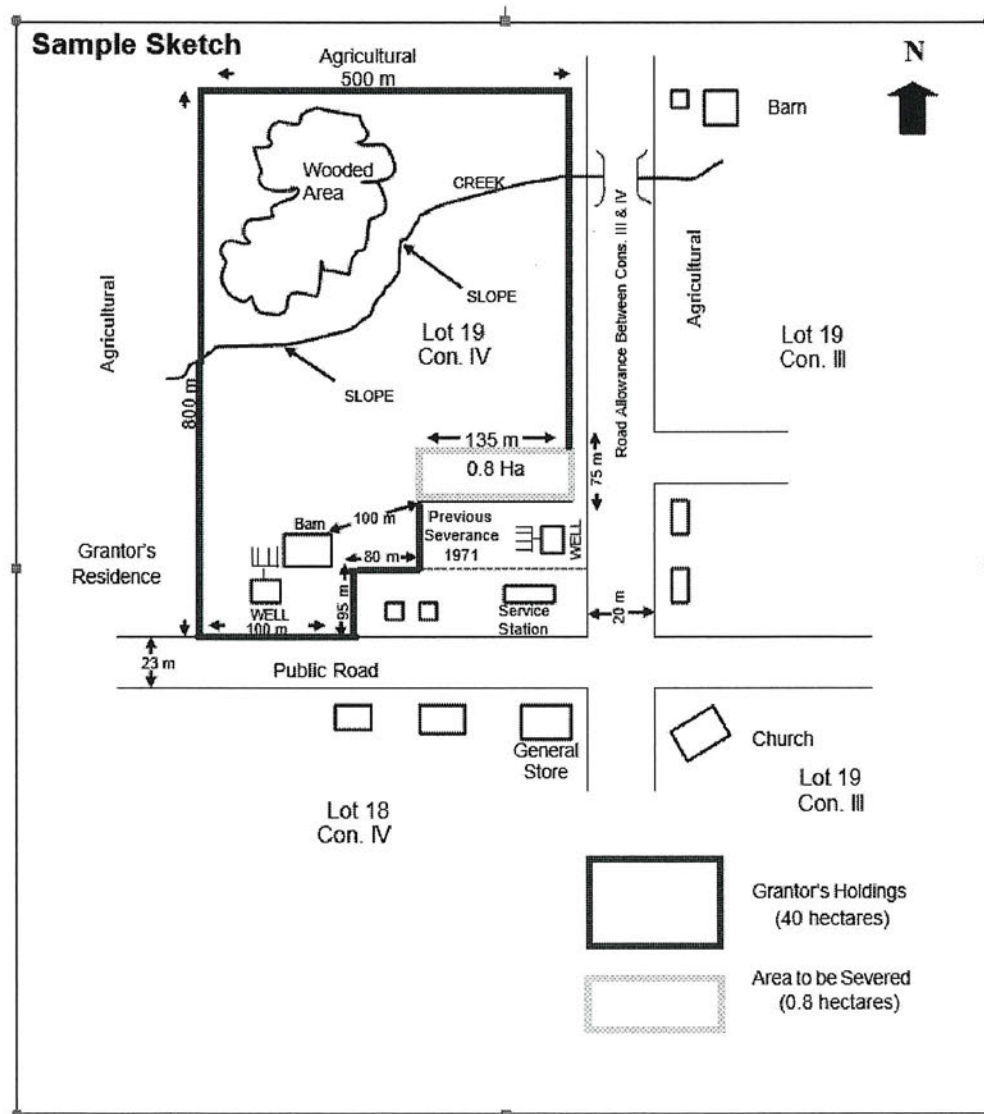 Sample Sketch
Agricultural
500 m
N
Barn
Wooded
Area
CREEK
SLOPE
Road Allowance Between Cons. III & IV
Agricultural
Agricultural
Lot 19
Con. IV
Lot 19
Con. III
SLOPE
800 m
135 m
0.8 Ha
75 m
100 m
Barn
Previous
Severance
1971
WELL
80 m
Grantor's
Residence
WELL
100 m
95 m
Service
Station
20 m
23 m
Public Road
General
Store
Church
Lot 19
Con. III
Lot 18
Con. IV
Grantor's Holdings
(40 hectares)
Area to be Severed
(0.8 hectares)